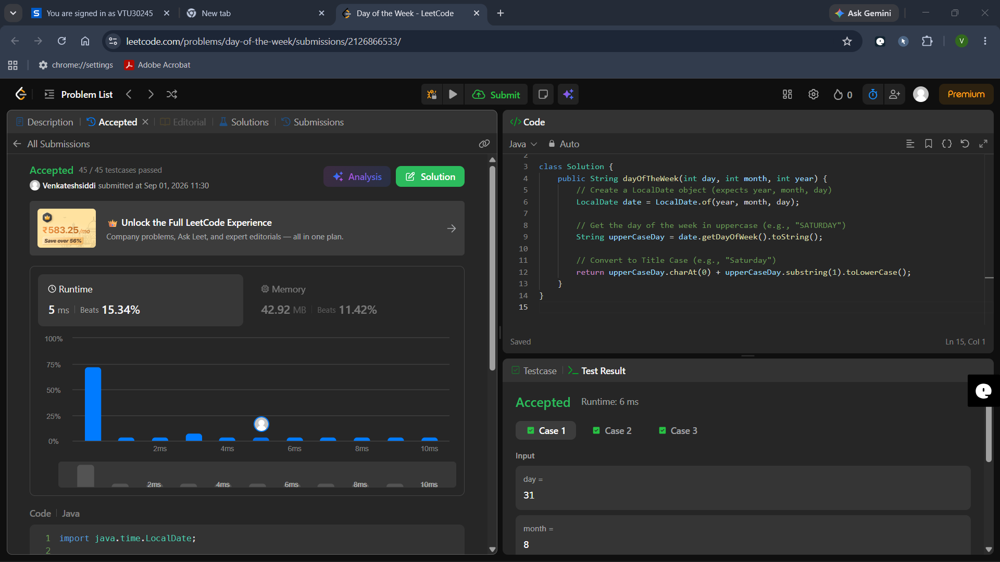 You are signed in as VTU30245
New tab
Day of the Week - LeetCode
Ask Gemini
leetcode.com/problems/day-of-the-week/submissions/2126866533/
V
chrome://settings
Adobe Acrobat
Problem List
Submit
0
Premium
Description
Accepted
Editorial
Solutions
Submissions
All Submissions
Accepted 45 / 45 testcases passed
Venkateshsiddi submitted at Sep 01, 2026 11:30
Analysis
Solution
₹583.25/mo
Save over 56%
Unlock the Full LeetCode Experience
Company problems, Ask Leet, and expert editorials — all in one plan.
Runtime
5 ms Beats 15.34%
Memory
42.92 MB Beats 11.42%
100%
75%
50%
25%
0%
2ms 4ms 6ms 8ms 10ms
2ms 4ms 6ms 8ms 10ms
Code Java
1 import java.time.LocalDate;
2
</> Code
Java
Auto
2
3 class Solution {
4 public String dayOfTheWeek(int day, int month, int year) {
5 // Create a LocalDate object (expects year, month, day)
6 LocalDate date = LocalDate.of(year, month, day);
7
8 // Get the day of the week in uppercase (e.g., "SATURDAY")
9 String upperCaseDay = date.getDayOfWeek().toString();
10
11 // Convert to Title Case (e.g., "Saturday")
12 return upperCaseDay.charAt(0) + upperCaseDay.substring(1).toLowerCase();
13 }
14 }
15
Saved
Ln 15, Col 1
Testcase
Test Result
Accepted Runtime: 6 ms
Case 1 Case 2 Case 3
Input
day =
31
month =
8